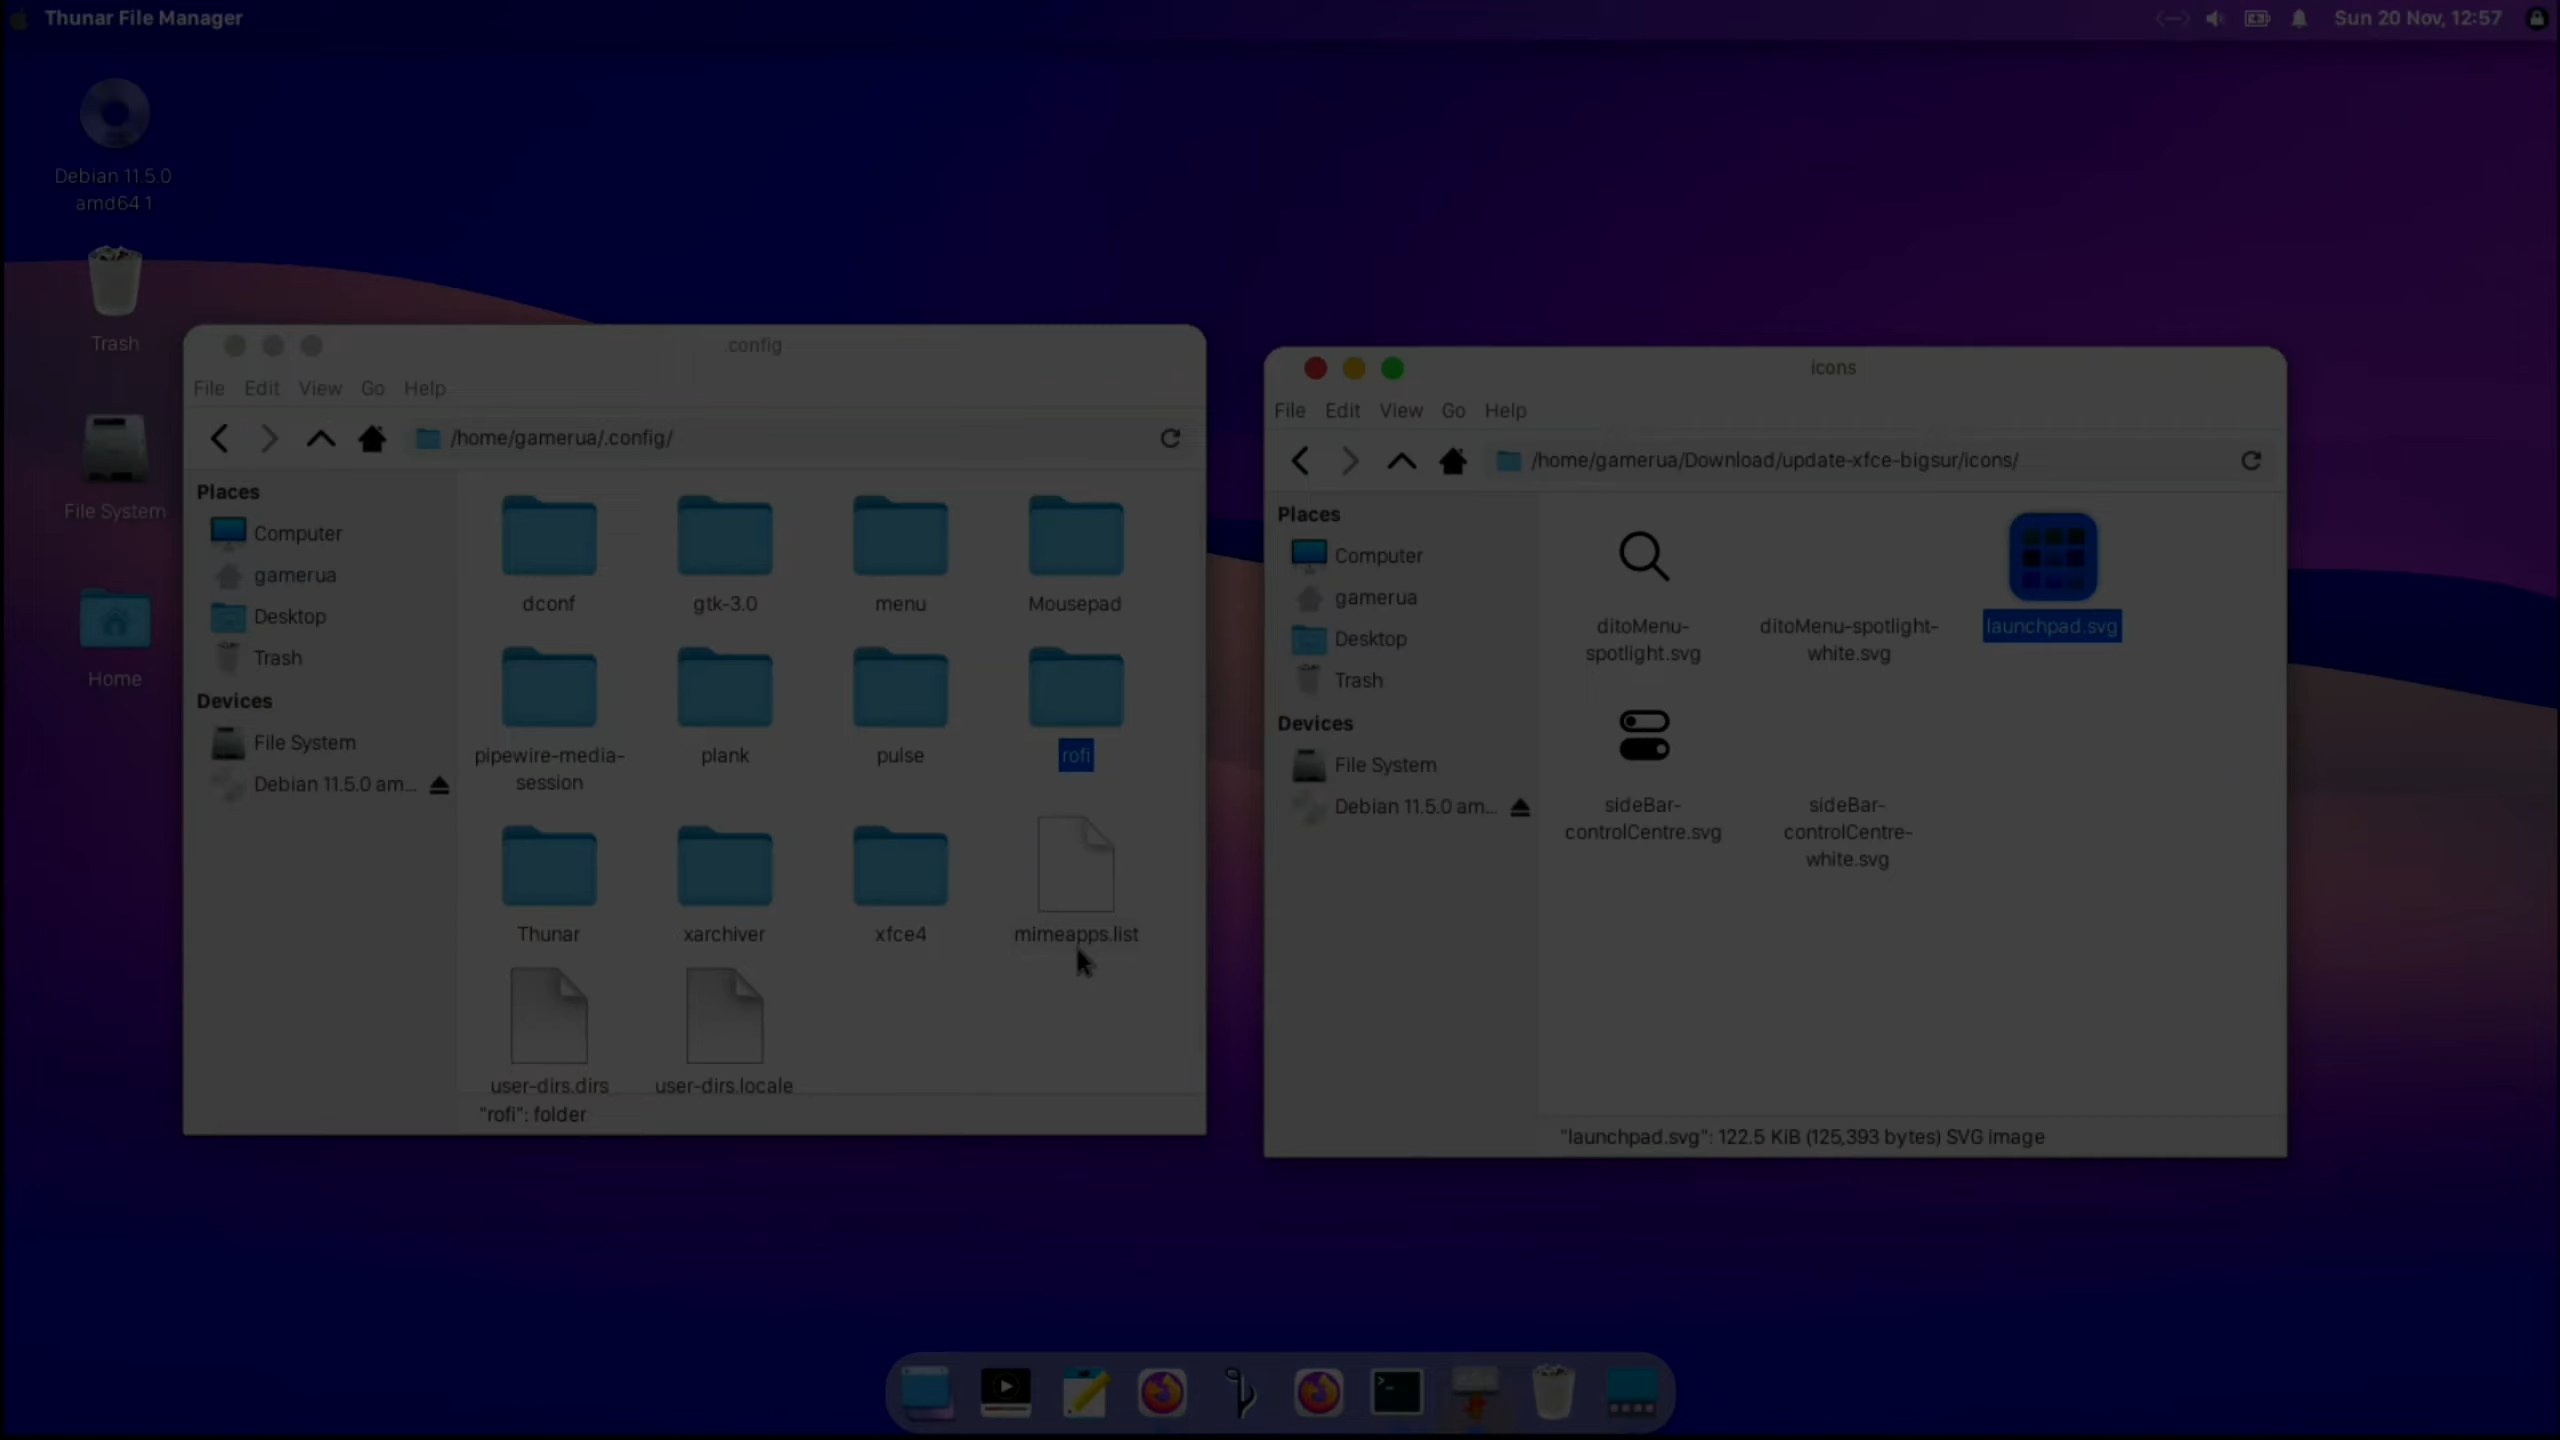 Thunar File Manager
Sun 20 Nov, 12:57
Debian 11.5.0
amd64 1
Trash
File System
Home
.config
File Edit View Go Help
/home/gamerua/.config/
Places
Computer
gamerua
Desktop
Trash
Devices
File System
Debian 11.5.0 am...
dconf
gtk-3.0
menu
Mousepad
pipewire-media-
session
plank
pulse
rofi
Thunar
xarchiver
xfce4
mimeapps.list
user-dirs.dirs
user-dirs.locale
"rofi": folder
icons
File Edit View Go Help
/home/gamerua/Download/update-xfce-bigsur/icons/
Places
Computer
gamerua
Desktop
Trash
Devices
File System
Debian 11.5.0 am...
ditoMenu-
spotlight.svg
ditoMenu-spotlight-
white.svg
launchpad.svg
sideBar-
controlCentre.svg
sideBar-
controlCentre-
white.svg
"launchpad.svg": 122.5 KiB (125,393 bytes) SVG image